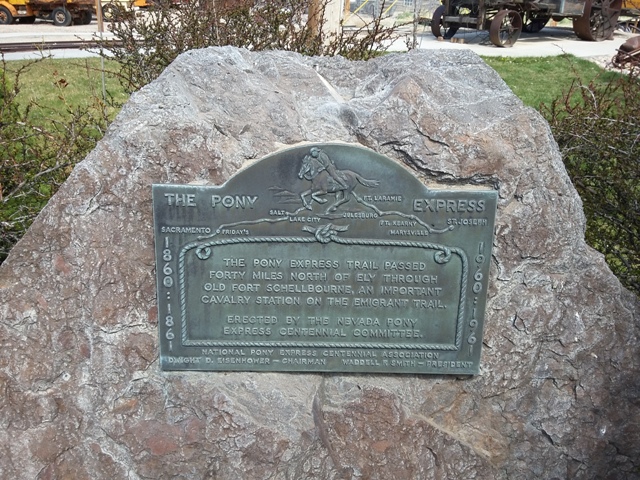 THE PONY EXPRESS
FT. LARAMIE
SALT LAKE CITY
JULESBURG
ST. JOSEPH
SACRAMENTO
FRIDAY'S
FT. KEARNY
MARYSVILLE
1860 : 1861
1960 : 1961
THE PONY EXPRESS TRAIL PASSED
FORTY MILES NORTH OF ELY THROUGH
OLD FORT SCHELLBOURNE, AN IMPORTANT
CAVALRY STATION ON THE EMIGRANT TRAIL.
ERECTED BY THE NEVADA PONY
EXPRESS CENTENNIAL COMMITTEE.
NATIONAL PONY EXPRESS CENTENNIAL ASSOCIATION
DWIGHT D. EISENHOWER - CHAIRMAN WADDELL F. SMITH - PRESIDENT